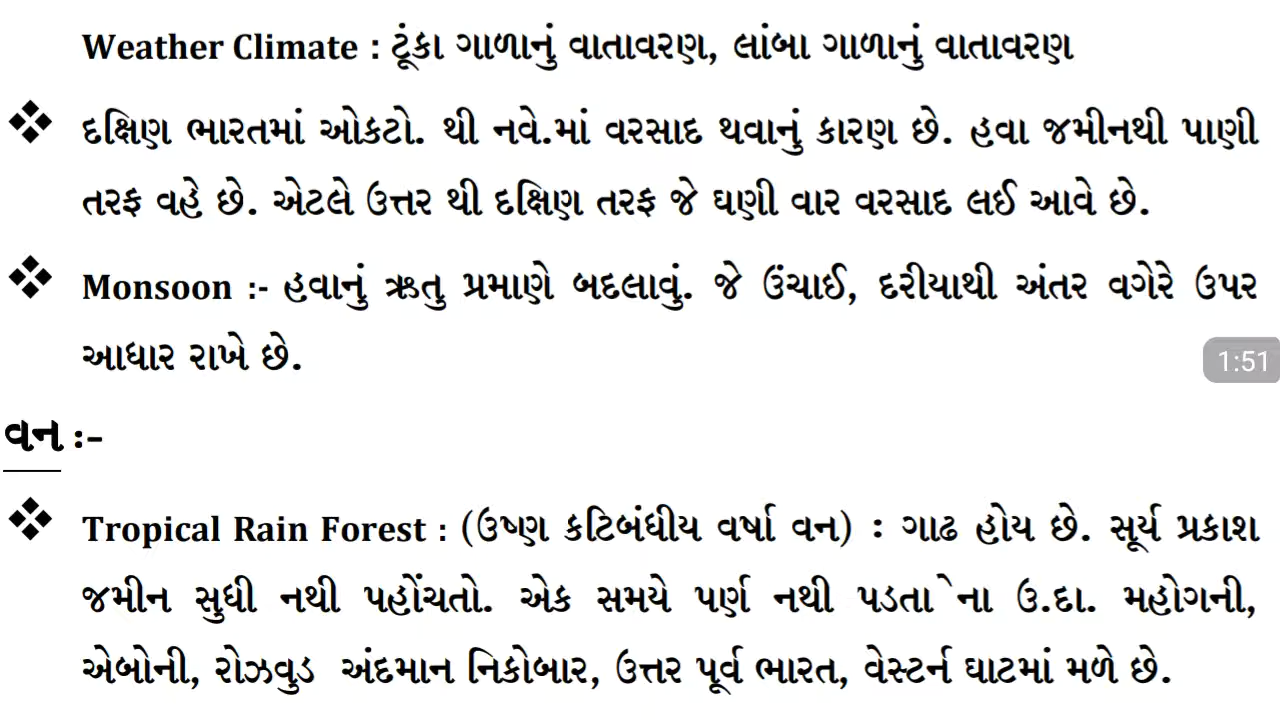 Weather Climate : ટૂંકા ગાળાનું વાતાવરણ, લાંબા ગાળાનું વાતાવરણ
❖ દક્ષિણ ભારતમાં ઓક્ટો. થી નવે.માં વરસાદ થવાનું કારણ છે. હવા જમીનથી પાણી
તરફ વહે છે. એટલે ઉત્તર થી દક્ષિણ તરફ જે ઘણી વાર વરસાદ લઈ આવે છે.
❖ Monsoon :- હવાનું ઋતુ પ્રમાણે બદલાવું. જે ઉંચાઈ, દરીયાથી અંતર વગેરે ઉપર
આધાર રાખે છે.
1:51
વન :-
❖ Tropical Rain Forest : (ઉષ્ણ કટિબંધીય વર્ષા વન) : ગાઢ હોય છે. સૂર્ય પ્રકાશ
જમીન સુધી નથી પહોંચતો. એક સમયે પર્ણ નથી પડતા ેના ઉ.દા. મહોગની,
એબોની, રોઝવુડ અંદમાન નિકોબાર, ઉત્તર પૂર્વ ભારત, વેસ્ટર્ન ઘાટમાં મળે છે.